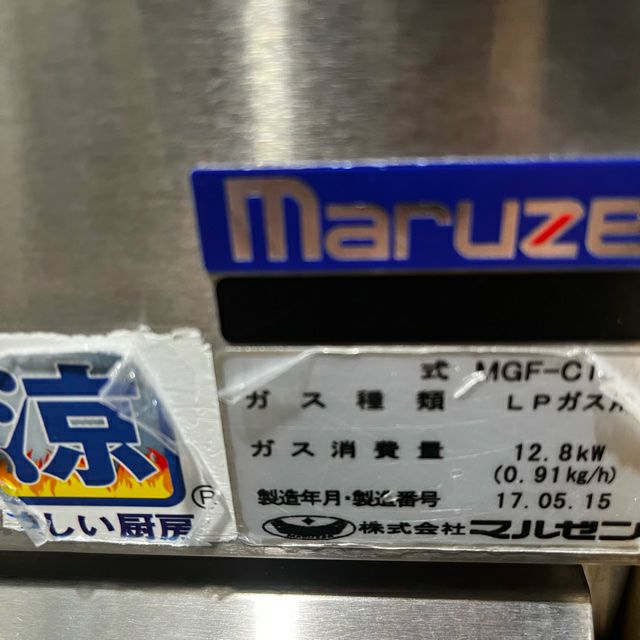 maruze
式 MGF-C1
ガス種類 LPガス
ガス消費量 12.8kW
(0.91kg/h)
製造年月・製造番号 17.05.15
株式会社 マルゼン
涼
®
しい厨房